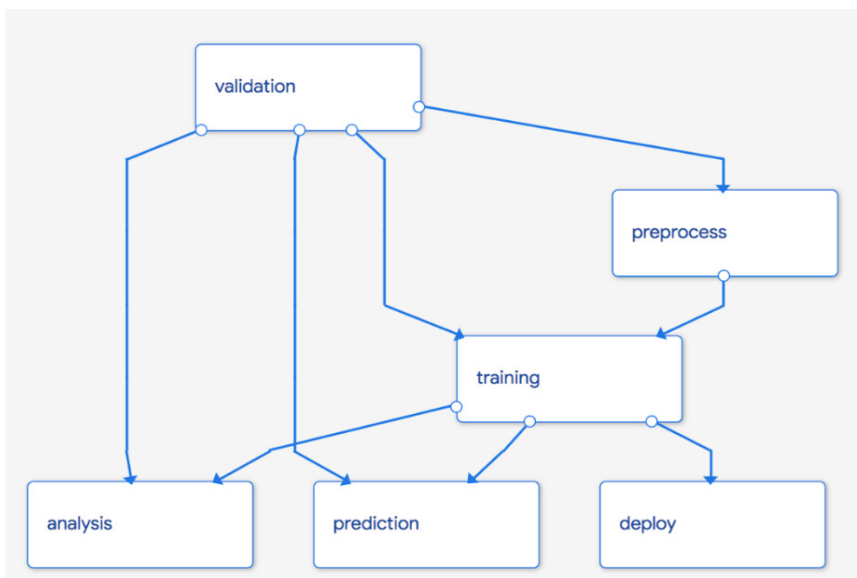 validation
preprocess
training
analysis
prediction
deploy